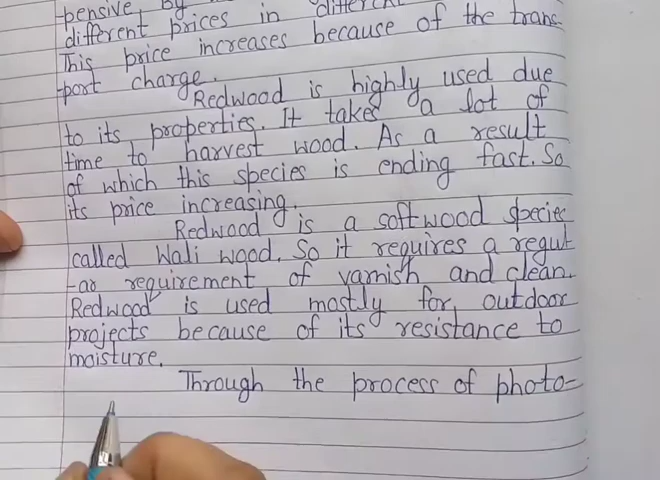 -pensive. By
different prices in different
This price increases because of the trans-
-port charge.
Redwood is highly used due
to its properties. It takes a lot of
time to harvest wood. As a result
of which this species is ending fast. So
its price increasing.
Redwood is a softwood species
called Wali wood. So it requires a regul
-ar requirement of varnish and clean.
Redwood is used mostly for outdoor
projects because of its resistance to
moisture.
Through the process of photo-